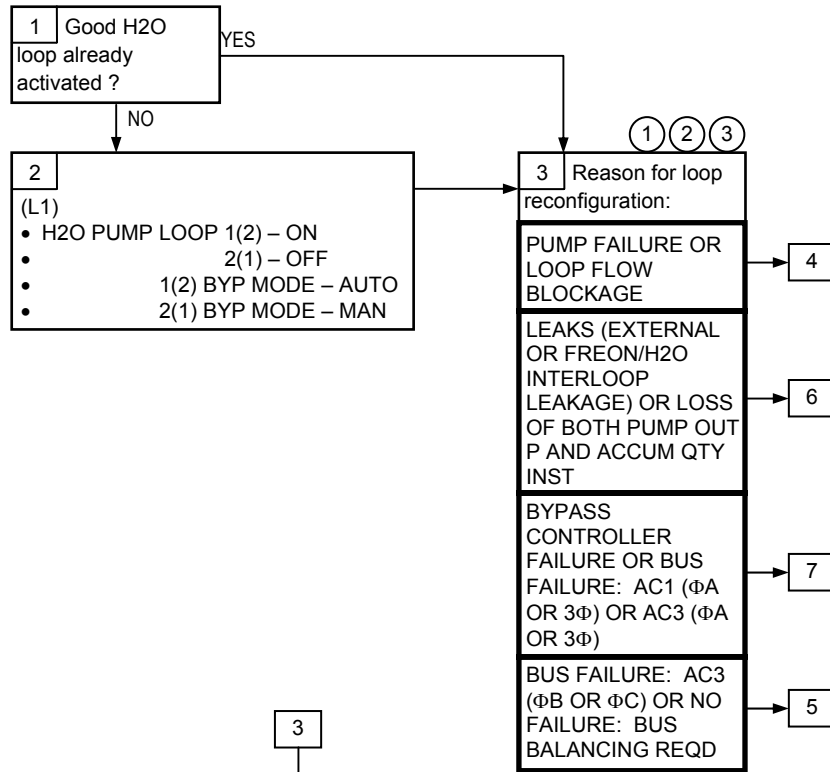 1 Good H2O
loop already
activated ?
YES
NO
2
(L1)
• H2O PUMP LOOP 1(2) – ON
• 2(1) – OFF
• 1(2) BYP MODE – AUTO
• 2(1) BYP MODE – MAN
1 2 3
3 Reason for loop
reconfiguration:
PUMP FAILURE OR
LOOP FLOW
BLOCKAGE
4
LEAKS (EXTERNAL
OR FREON/H2O
INTERLOOP
LEAKAGE) OR LOSS
OF BOTH PUMP OUT
P AND ACCUM QTY
INST
6
BYPASS
CONTROLLER
FAILURE OR BUS
FAILURE: AC1 (ΦA
OR 3Φ) OR AC3 (ΦA
OR 3Φ)
7
BUS FAILURE: AC3
(ΦB OR ΦC) OR NO
FAILURE: BUS
BALANCING REQD
5
3